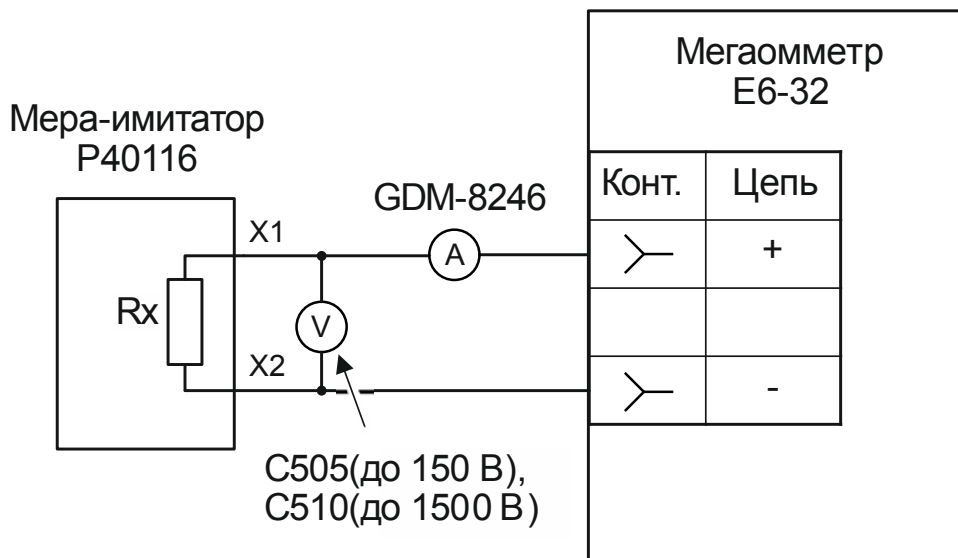 Мегаомметр
Е6-32
Мера-имитатор
Р40116
Конт.
Цепь
GDM-8246
X1
A
+
Rx
V
X2
-
С505(до 150 В),
С510(до 1500 В)